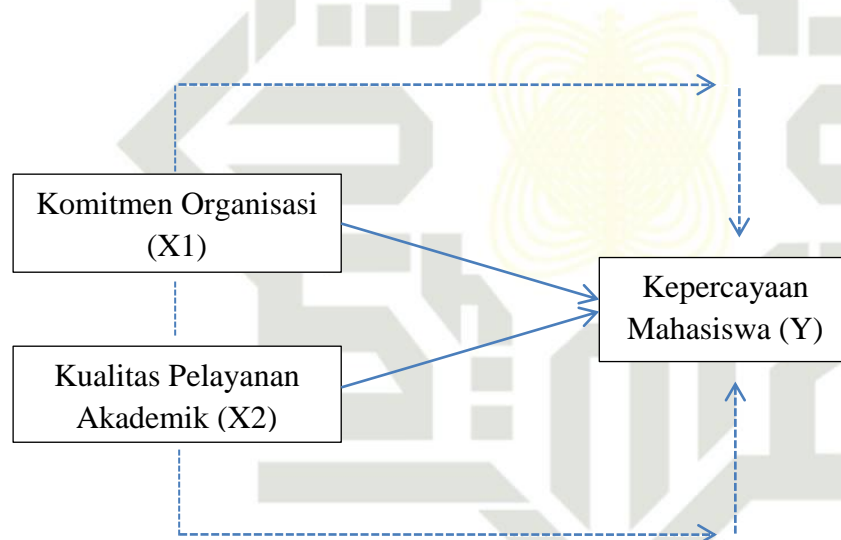 Komitmen Organisasi
(X1)
Kepercayaan
Mahasiswa (Y)
Kualitas Pelayanan
Akademik (X2)